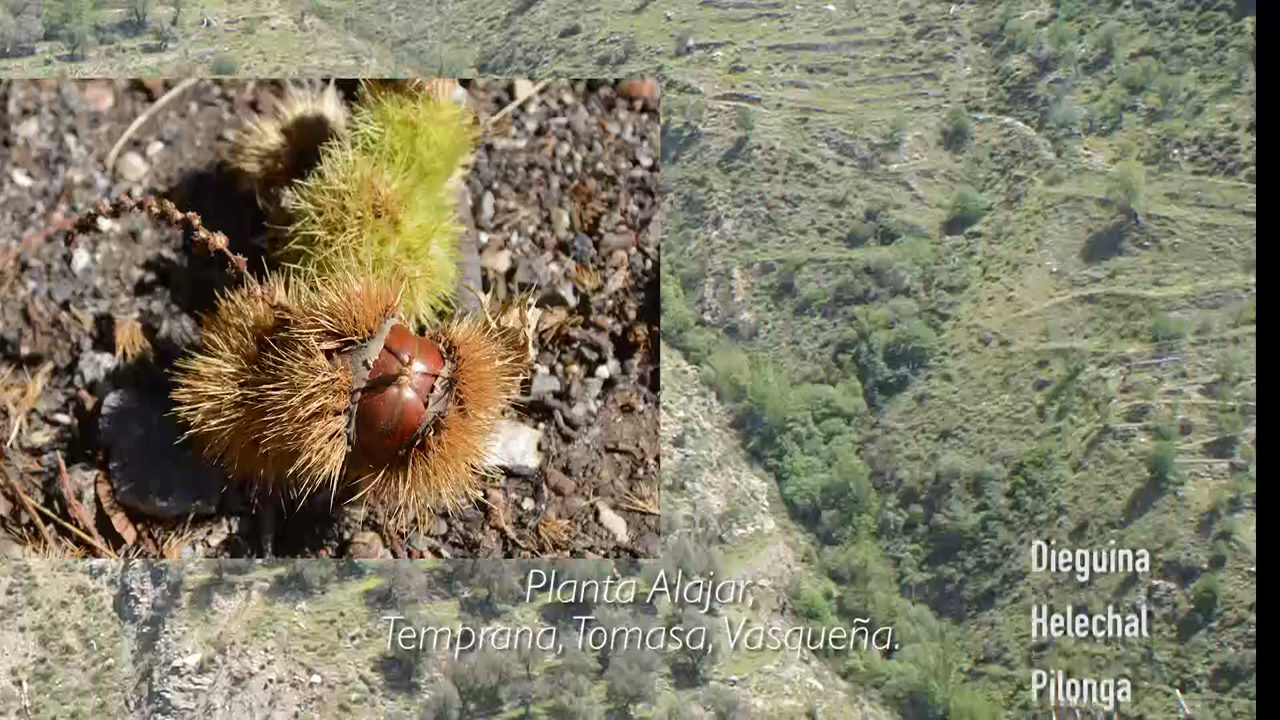 Planta Alajar,
Temprana, Tomasa, Vasqueña.
Dieguina
Helechal
Pilonga